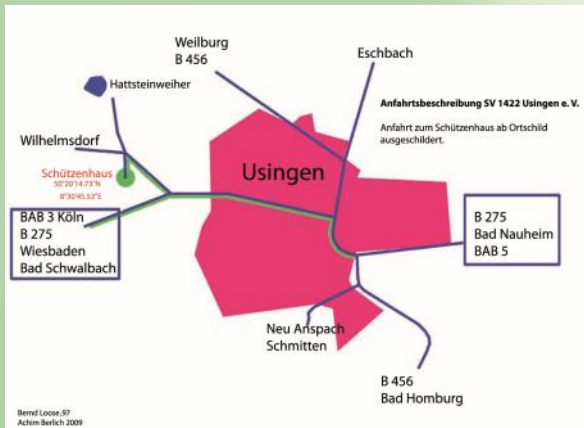 Weilburg
B 456
Eschbach
Hattsteinweiher
Anfahrtsbeschreibung SV 1422 Usingen e. V.
Anfahrt zum Schützenhaus ab Ortschild
ausgeschildert.
Wilhelmsdorf
Usingen
Schützenhaus
50°20'14.73"N
8°30'45.53"E
BAB 3 Köln
B 275
Wiesbaden
Bad Schwalbach
B 275
Bad Nauheim
BAB 5
Neu Anspach
Schmitten
B 456
Bad Homburg
Bernd Loose,97
Achim Berlich 2009